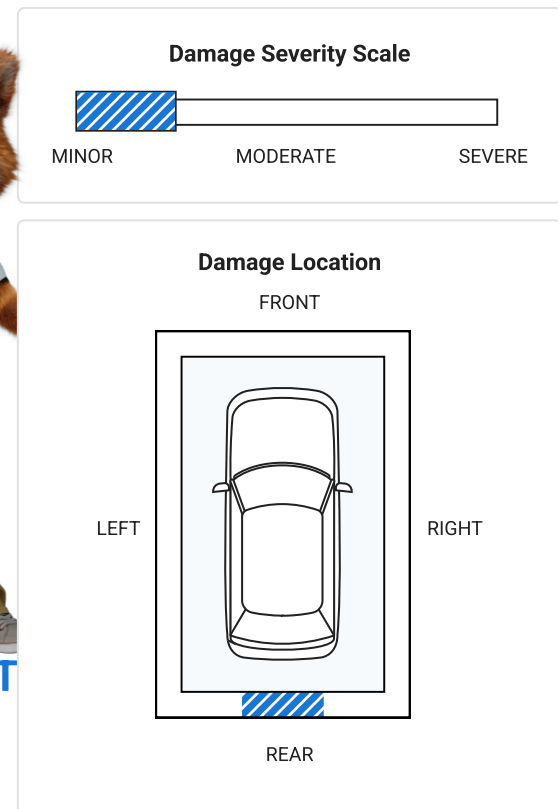 Damage Severity Scale
MINOR MODERATE SEVERE
Damage Location
FRONT
LEFT RIGHT
T
REAR